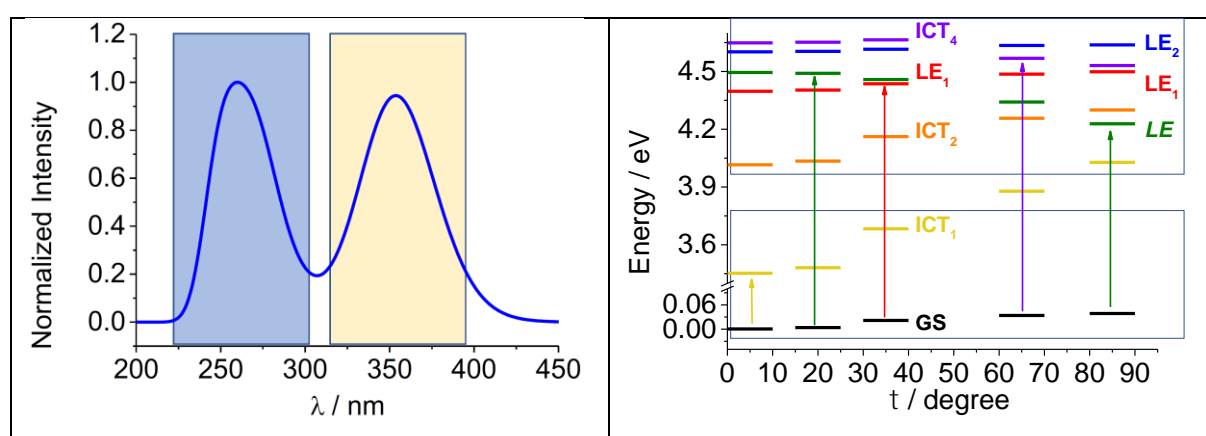 1.2
1.0
0.8
0.6
0.4
0.2
0.0
Normalized Intensity
200 250 300 350 400 450
λ / nm
4.5
4.2
3.9
3.6
0.06
0.00
Energy / eV
ICT4
LE2
LE1
LE1
ICT2
LE
ICT1
GS
0 10 20 30 40 50 60 70 80 90
t / degree